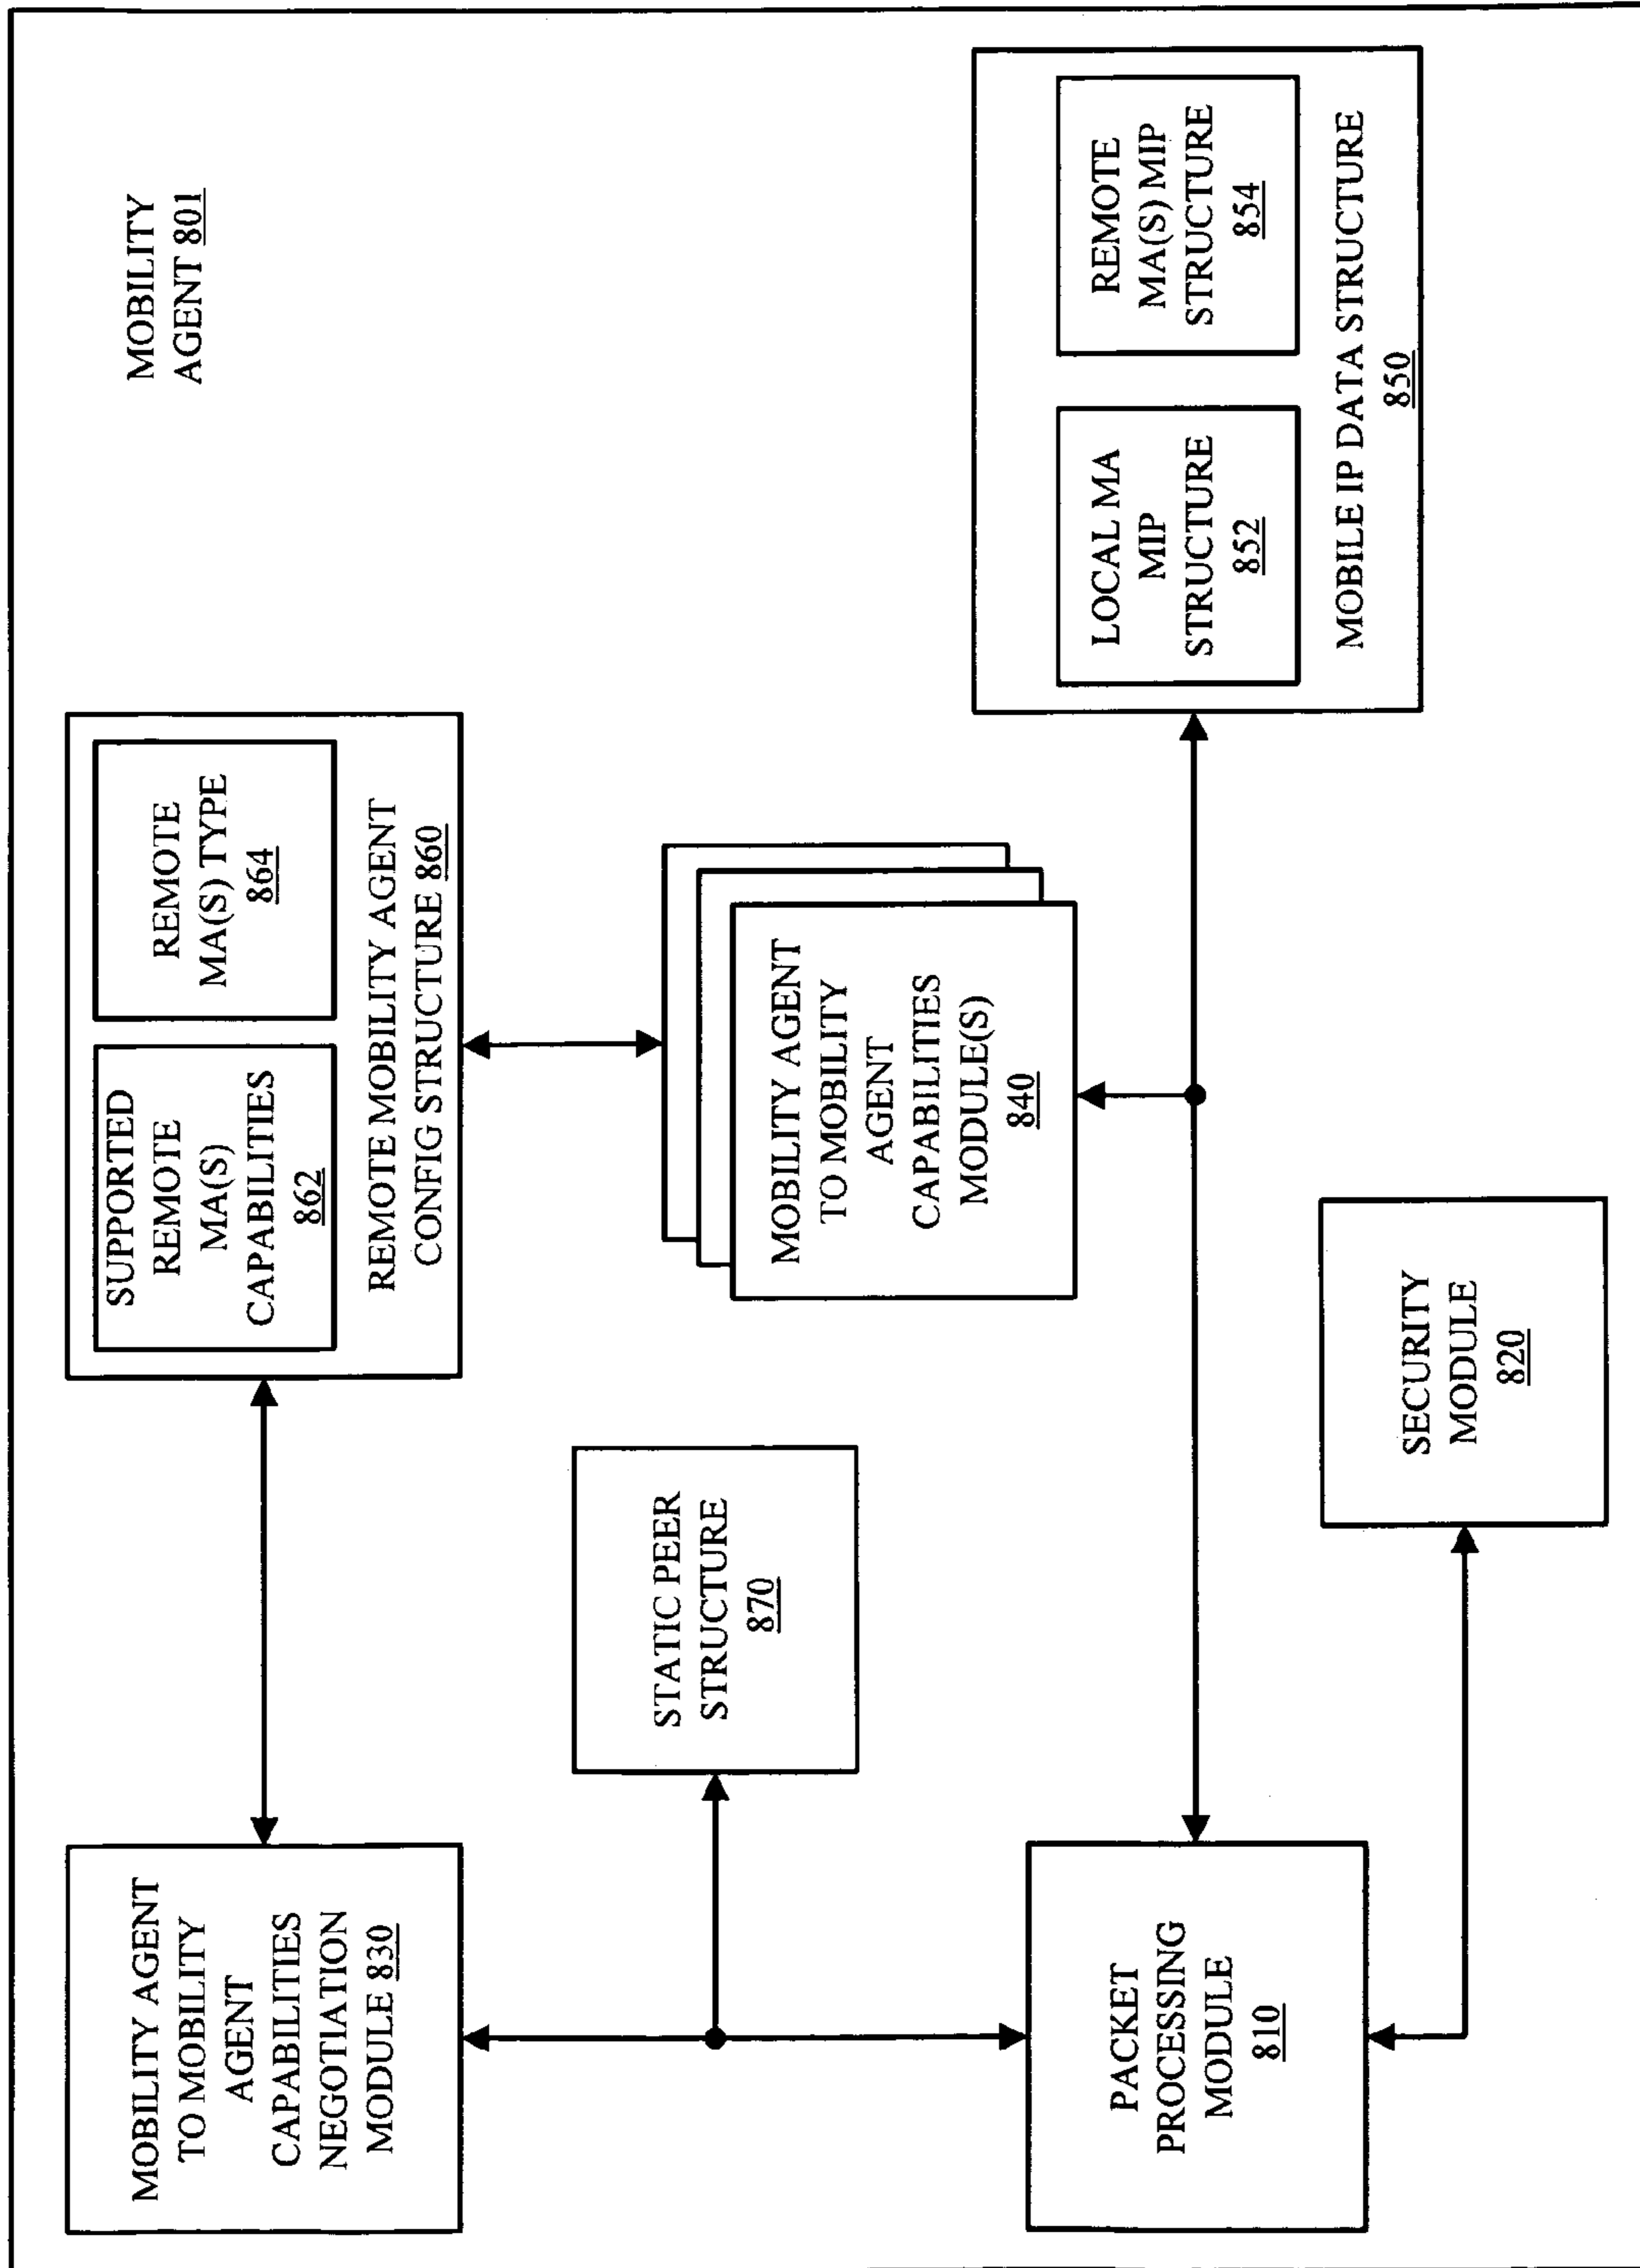 MOBILITY
AGENT 801
MOBILITY AGENT
TO MOBILITY
AGENT
CAPABILITIES
NEGOTIATION
MODULE 830
SUPPORTED
REMOTE
MA(S)
CAPABILITIES
862
REMOTE
MA(S) TYPE
864
REMOTE MOBILITY AGENT
CONFIG STRUCTURE 860
STATIC PEER
STRUCTURE
870
MOBILITY AGENT
TO MOBILITY
AGENT
CAPABILITIES
MODULE(S)
840
PACKET
PROCESSING
MODULE
810
SECURITY
MODULE
820
LOCAL MA
MIP
STRUCTURE
852
REMOTE
MA(S) MIP
STRUCTURE
854
MOBILE IP DATA STRUCTURE
850